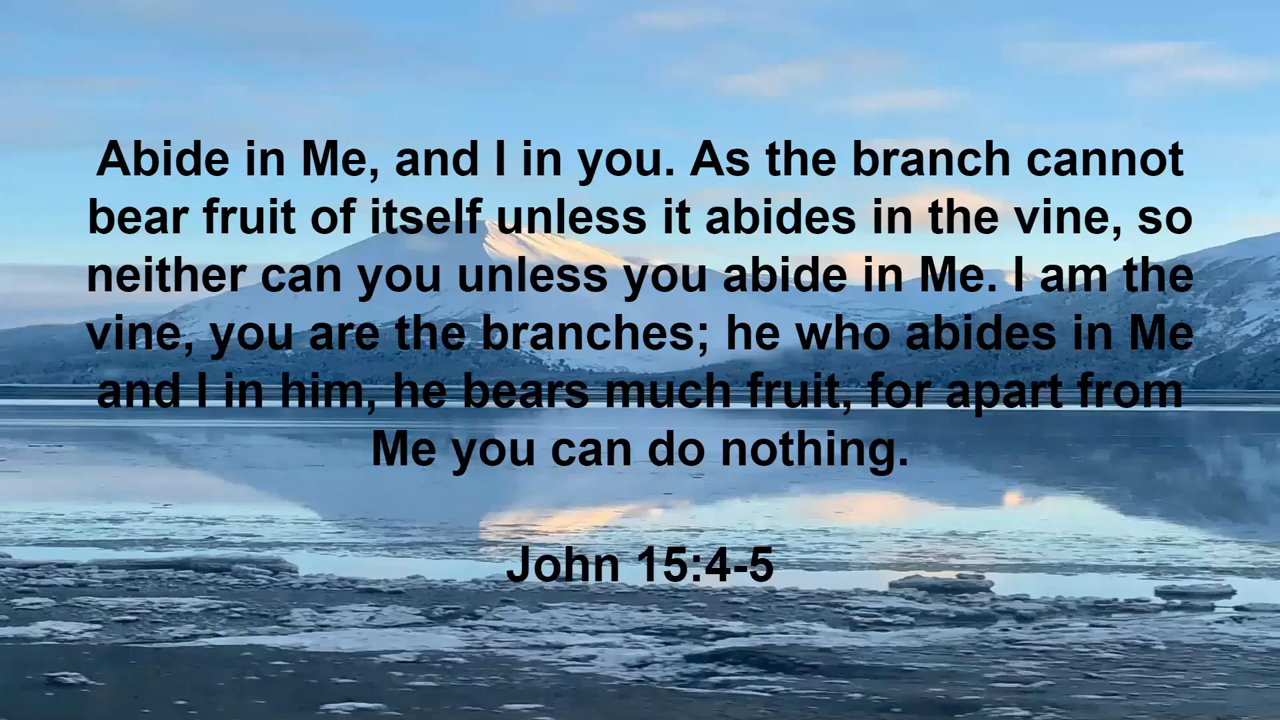 Abide in Me, and I in you. As the branch cannot
bear fruit of itself unless it abides in the vine, so
neither can you unless you abide in Me. I am the
vine, you are the branches; he who abides in Me
and I in him, he bears much fruit, for apart from
Me you can do nothing.
John 15:4-5